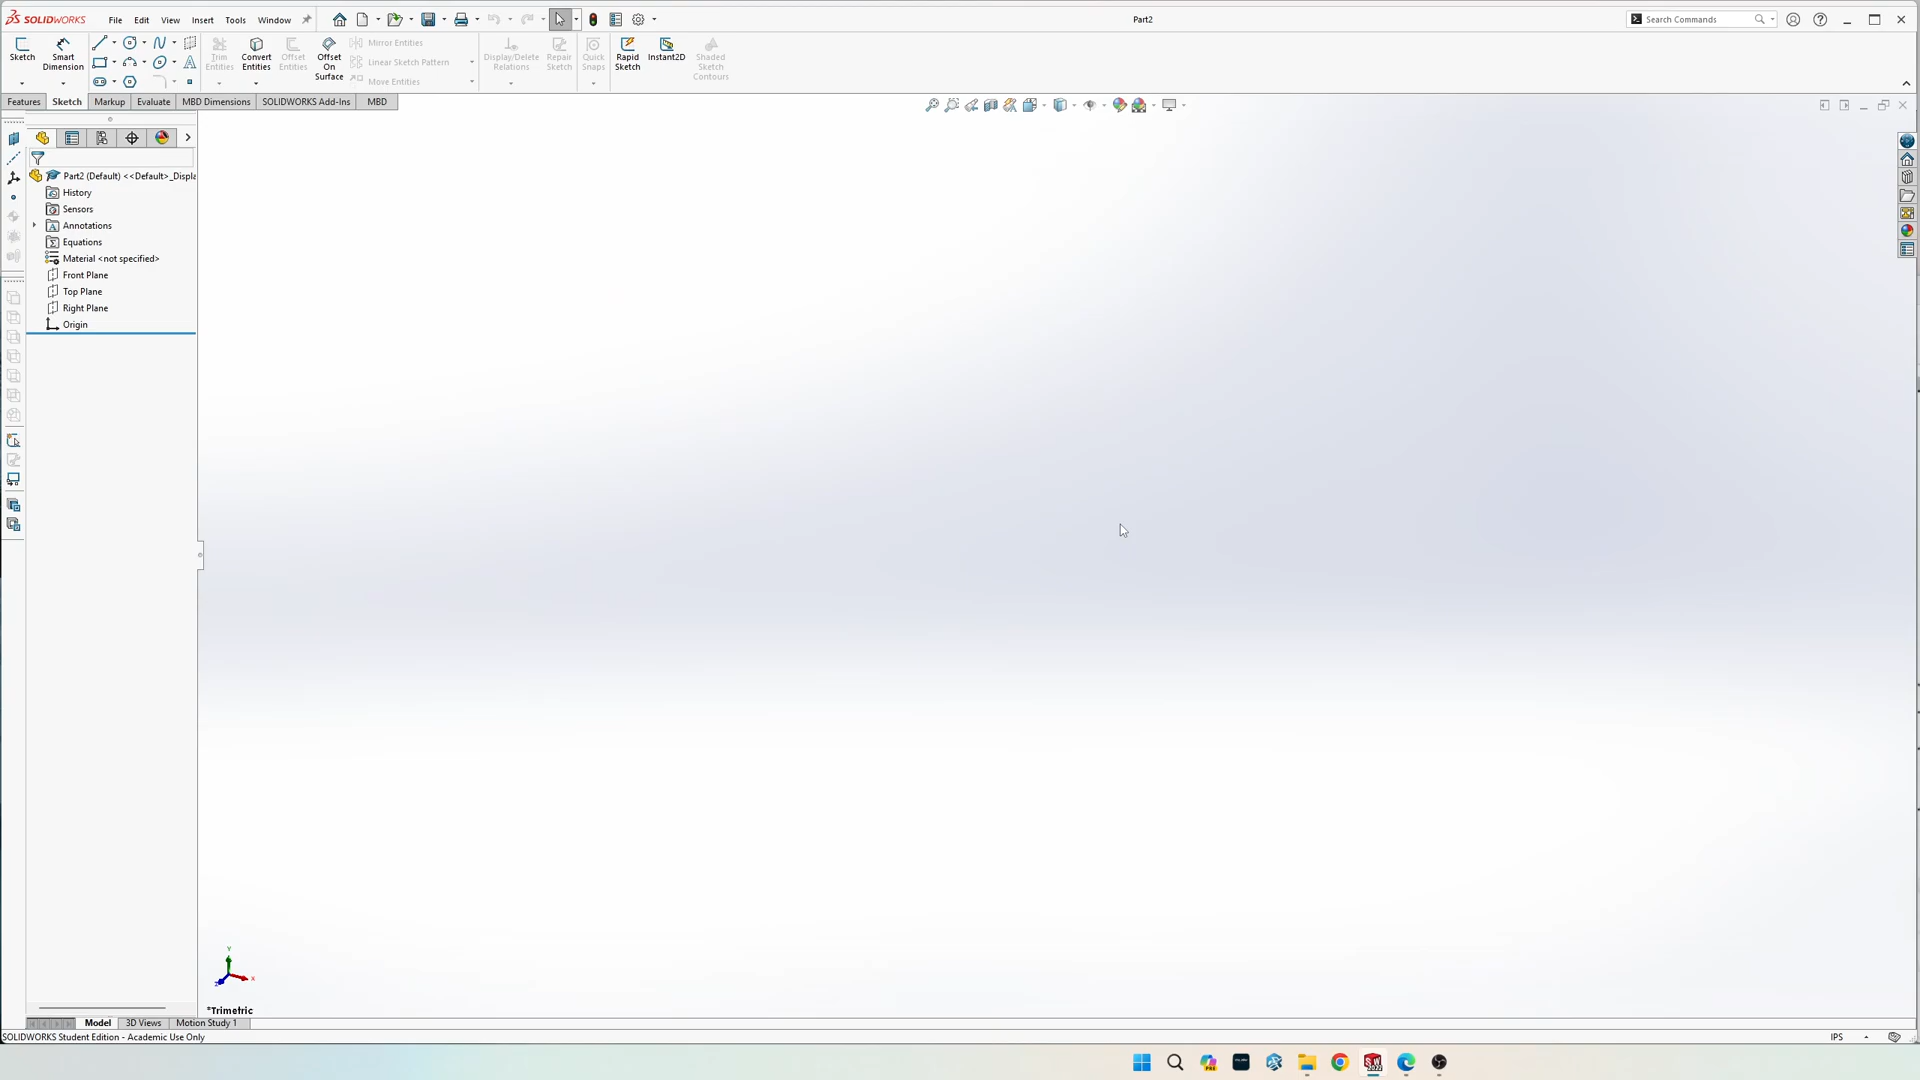 SOLIDWORKS File Edit View Insert Tools Window Part2 Search Commands
Sketch Smart Dimension Trim Entities Convert Entities Offset Entities Offset On Surface Mirror Entities Linear Sketch Pattern Move Entities Display/Delete Relations Repair Sketch Quick Snaps Rapid Sketch Instant2D Shaded Sketch Contours
Features Sketch Markup Evaluate MBD Dimensions SOLIDWORKS Add-Ins MBD
Part2 (Default) <<Default>_Displa
History
Sensors
Annotations
Equations
Material <not specified>
Front Plane
Top Plane
Right Plane
Origin
Y
X
Z
*Trimetric
Model 3D Views Motion Study 1
SOLIDWORKS Student Edition - Academic Use Only IPS